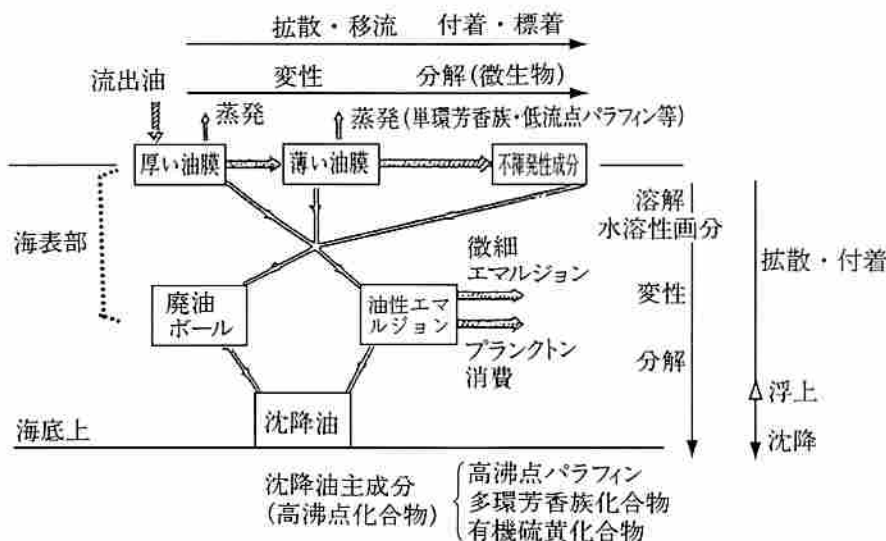 拡散・移流 付着・標着
変性 分解(微生物)
流出油
蒸発
蒸発(単環芳香族・低流点パラフィン等)
厚い油膜
薄い油膜
不揮発性成分
海表部
溶解
水溶性画分
拡散・付着
微細
エマルジョン
廃油
ボール
油性エマ
ルジョン
変性
プランクトン
消費
分解
浮上
沈降油
海底上
沈降
沈降油主成分
(高沸点化合物)
高沸点パラフィン
多環芳香族化合物
有機硫黄化合物